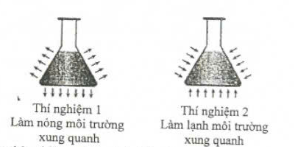 Thí nghiệm 1
Làm nóng môi trường
xung quanh
Thí nghiệm 2
Làm lạnh môi trường
xung quanh